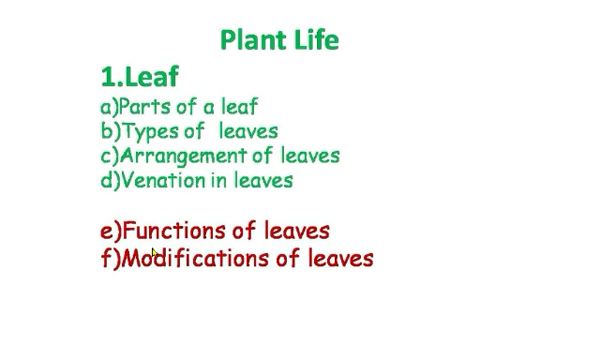 Plant Life
1.Leaf
a)Parts of a leaf
b)Types of leaves
c)Arrangement of leaves
d)Venation in leaves
e)Functions of leaves
f)Modifications of leaves